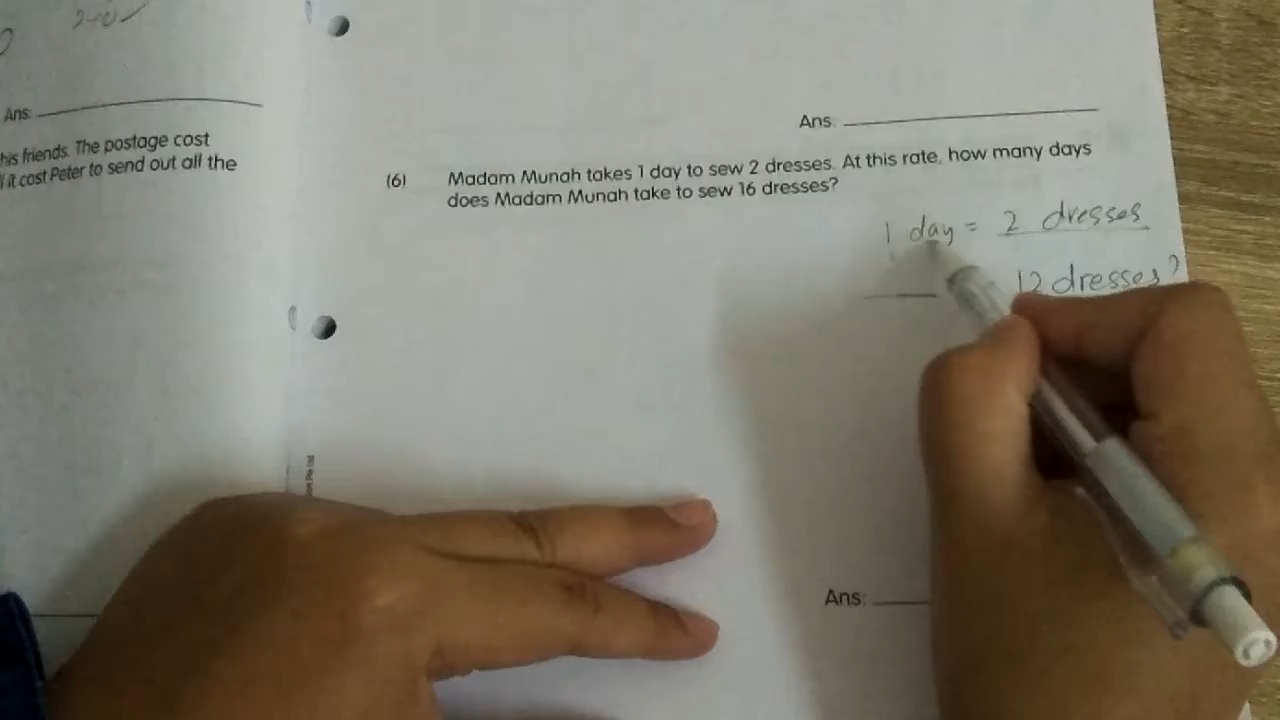 Ans:
his friends. The postage cost
it cost Peter to send out all the
Ans:
(6) Madam Munah takes 1 day to sew 2 dresses. At this rate, how many days
does Madam Munah take to sew 16 dresses?
1 day = 2 dresses
12 dresses?
Ans: